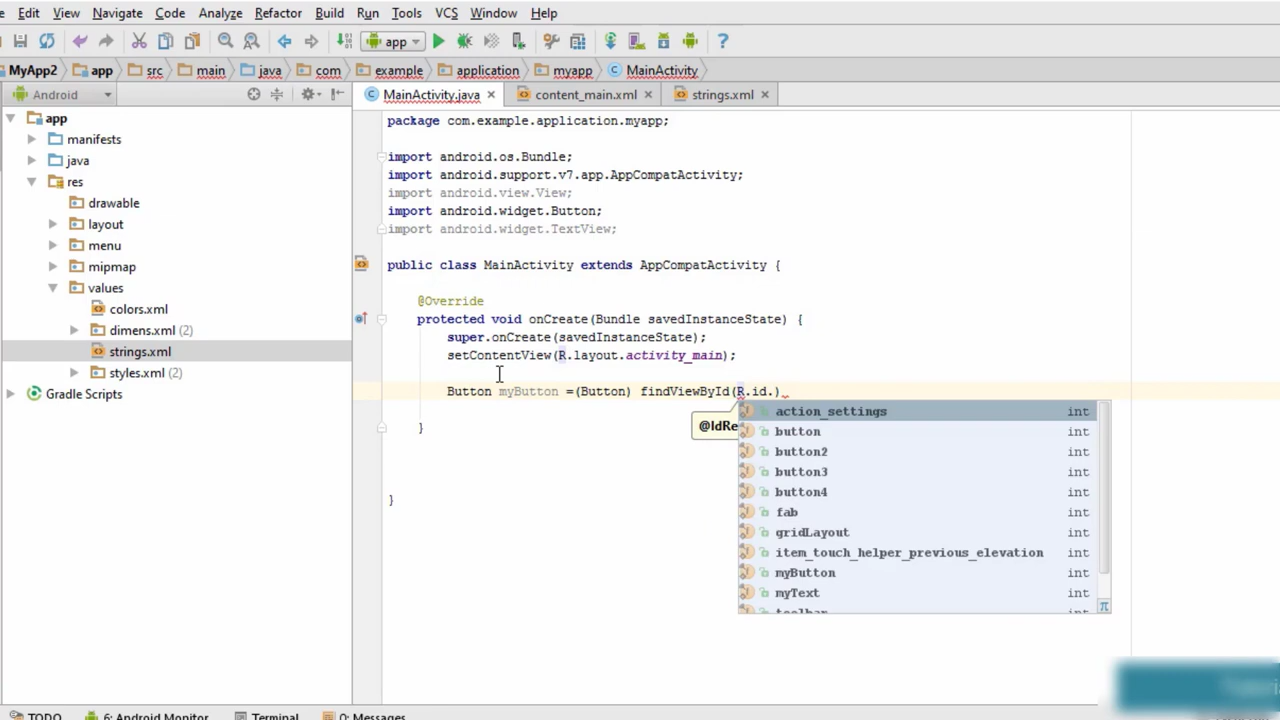 Edit View Navigate Code Analyze Refactor Build Run Tools VCS Window Help
app
MyApp2 app src main java com example application myapp MainActivity
Android
MainActivity.java content_main.xml strings.xml
app
manifests
java
res
drawable
layout
menu
mipmap
values
colors.xml
dimens.xml (2)
strings.xml
styles.xml (2)
Gradle Scripts
package com.example.application.myapp;
import android.os.Bundle;
import android.support.v7.app.AppCompatActivity;
import android.view.View;
import android.widget.Button;
import android.widget.TextView;
public class MainActivity extends AppCompatActivity {
@Override
protected void onCreate(Bundle savedInstanceState) {
super.onCreate(savedInstanceState);
setContentView(R.layout.activity_main);
Button myButton =(Button) findViewById(R.id.)
@IdRe
}
}
action_settings int
button int
button2 int
button3 int
button4 int
fab int
gridLayout int
item_touch_helper_previous_elevation int
myButton int
myText int
toolbar int
TODO 6: Android Monitor Terminal 0: Messages